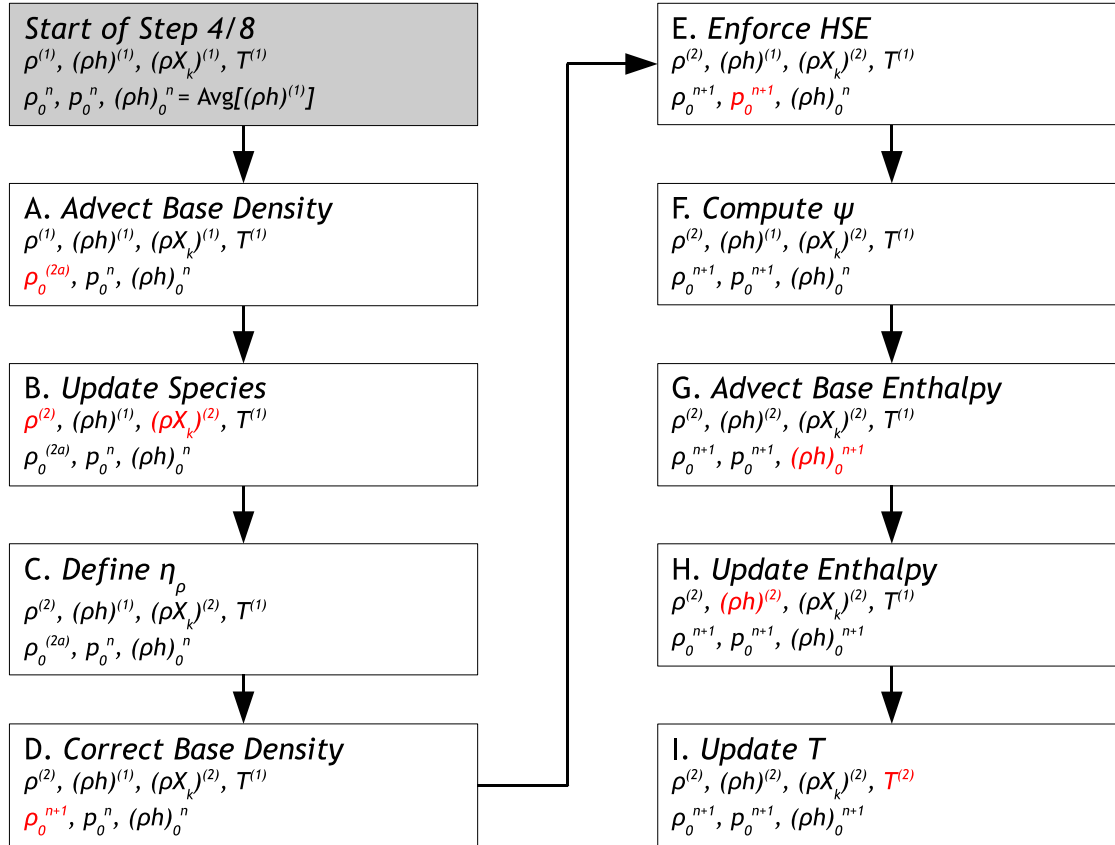 Start of Step 4/8
ρ⁽¹⁾, (ρh)⁽¹⁾, (ρXₖ)⁽¹⁾, T⁽¹⁾
ρ₀ⁿ, p₀ⁿ, (ρh)₀ⁿ = Avg[(ρh)⁽¹⁾]
A. Advect Base Density
ρ⁽¹⁾, (ρh)⁽¹⁾, (ρXₖ)⁽¹⁾, T⁽¹⁾
ρ₀⁽²ᵃ⁾, p₀ⁿ, (ρh)₀ⁿ
B. Update Species
ρ⁽²⁾, (ρh)⁽¹⁾, (ρXₖ)⁽²⁾, T⁽¹⁾
ρ₀⁽²ᵃ⁾, p₀ⁿ, (ρh)₀ⁿ
C. Define ηᵨ
ρ⁽²⁾, (ρh)⁽¹⁾, (ρXₖ)⁽²⁾, T⁽¹⁾
ρ₀⁽²ᵃ⁾, p₀ⁿ, (ρh)₀ⁿ
D. Correct Base Density
ρ⁽²⁾, (ρh)⁽¹⁾, (ρXₖ)⁽²⁾, T⁽¹⁾
ρ₀ⁿ⁺¹, p₀ⁿ, (ρh)₀ⁿ
E. Enforce HSE
ρ⁽²⁾, (ρh)⁽¹⁾, (ρXₖ)⁽²⁾, T⁽¹⁾
ρ₀ⁿ⁺¹, p₀ⁿ⁺¹, (ρh)₀ⁿ
F. Compute ψ
ρ⁽²⁾, (ρh)⁽¹⁾, (ρXₖ)⁽²⁾, T⁽¹⁾
ρ₀ⁿ⁺¹, p₀ⁿ⁺¹, (ρh)₀ⁿ
G. Advect Base Enthalpy
ρ⁽²⁾, (ρh)⁽²⁾, (ρXₖ)⁽²⁾, T⁽¹⁾
ρ₀ⁿ⁺¹, p₀ⁿ⁺¹, (ρh)₀ⁿ⁺¹
H. Update Enthalpy
ρ⁽²⁾, (ρh)⁽²⁾, (ρXₖ)⁽²⁾, T⁽¹⁾
ρ₀ⁿ⁺¹, p₀ⁿ⁺¹, (ρh)₀ⁿ⁺¹
I. Update T
ρ⁽²⁾, (ρh)⁽²⁾, (ρXₖ)⁽²⁾, T⁽²⁾
ρ₀ⁿ⁺¹, p₀ⁿ⁺¹, (ρh)₀ⁿ⁺¹